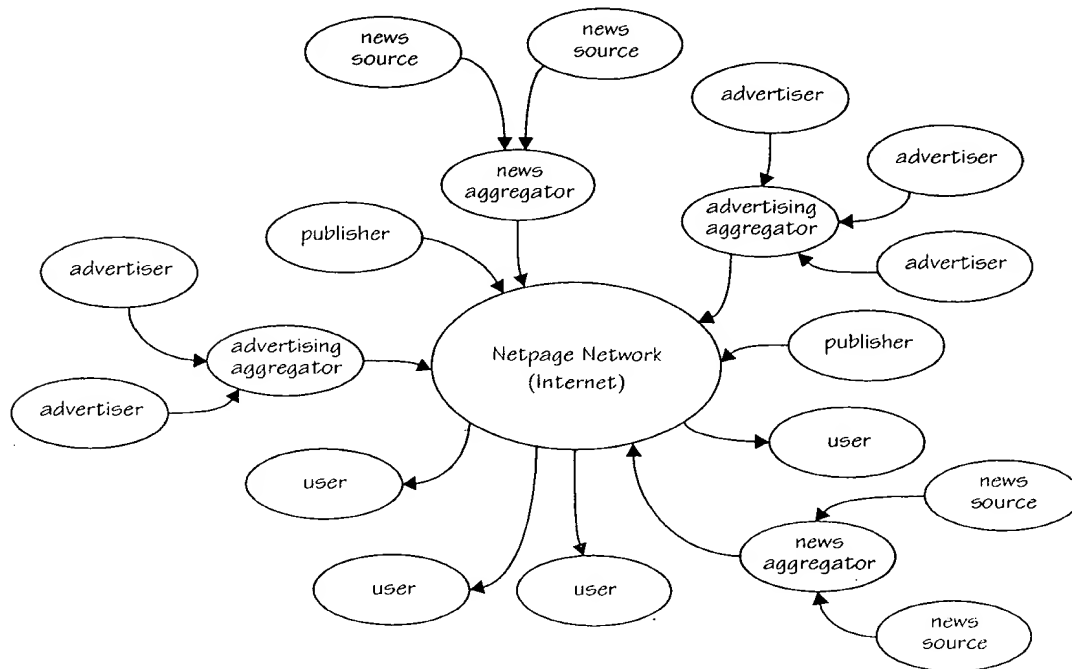 news
source
news
source
advertiser
advertiser
news
aggregator
advertising
aggregator
publisher
advertiser
advertiser
publisher
advertising
aggregator
Netpage Network
(Internet)
advertiser
user
user
news
source
news
aggregator
user
user
news
source